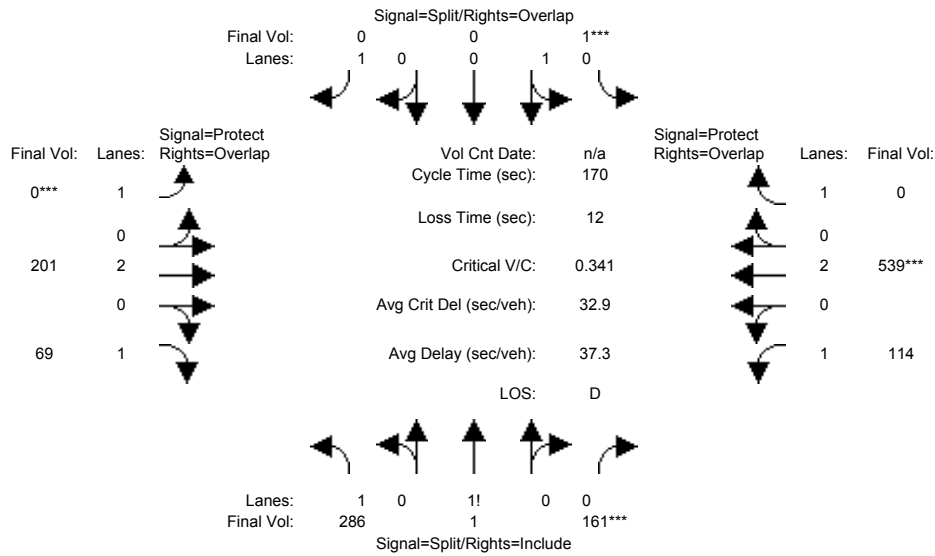 Signal=Split/Rights=Overlap
Final Vol: 0 0 1***
Lanes: 1 0 0 1 0
Signal=Protect
Final Vol: Lanes: Rights=Overlap
Vol Cnt Date: n/a
Signal=Protect
Rights=Overlap Lanes: Final Vol:
Cycle Time (sec): 170
0*** 1
1 0
Loss Time (sec): 12
0
0
201 2
Critical V/C: 0.341
2 539***
0
Avg Crit Del (sec/veh): 32.9
0
69 1
Avg Delay (sec/veh): 37.3
1 114
LOS: D
Lanes: 1 0 1! 0 0
Final Vol: 286 1 161***
Signal=Split/Rights=Include